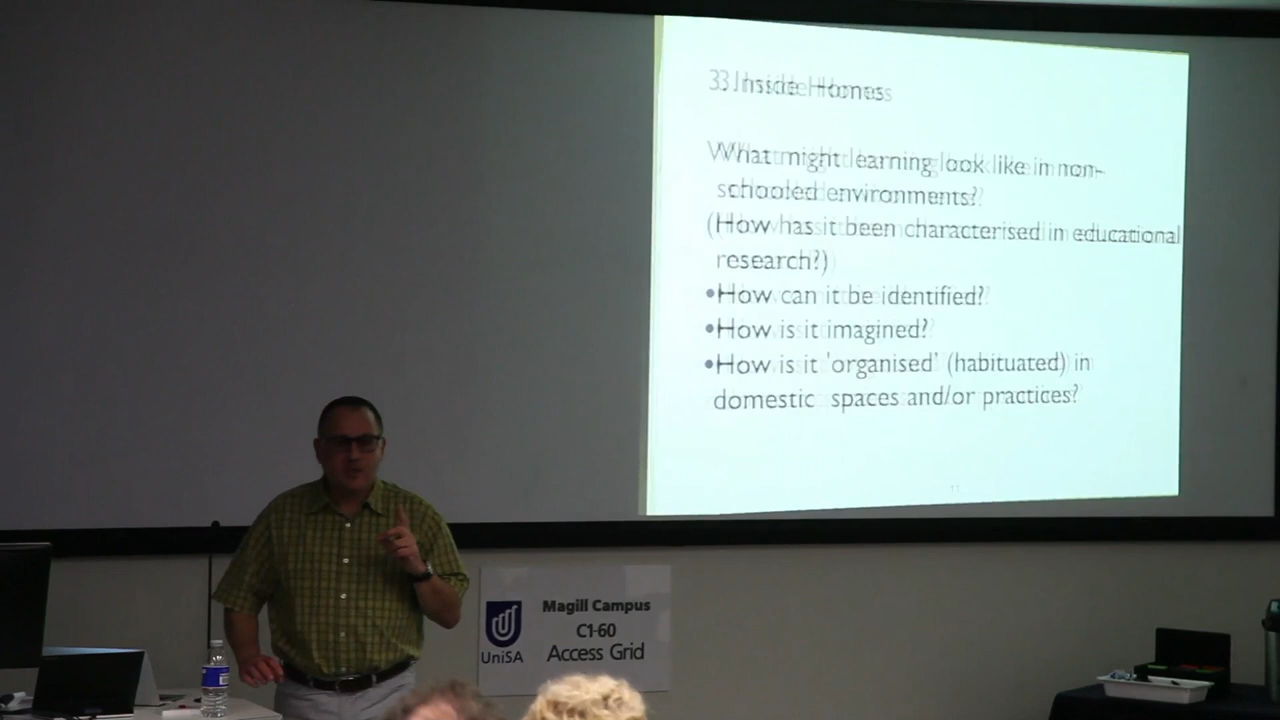 3. Inside Homes
What might learning look like in non-
schooled environments?
(How has it been characterised in educational
research?)
•How can it be identified?
•How is it imagined?
•How is it 'organised' (habituated) in
domestic spaces and/or practices?
11
Magill Campus
C1-60
Access Grid
UniSA